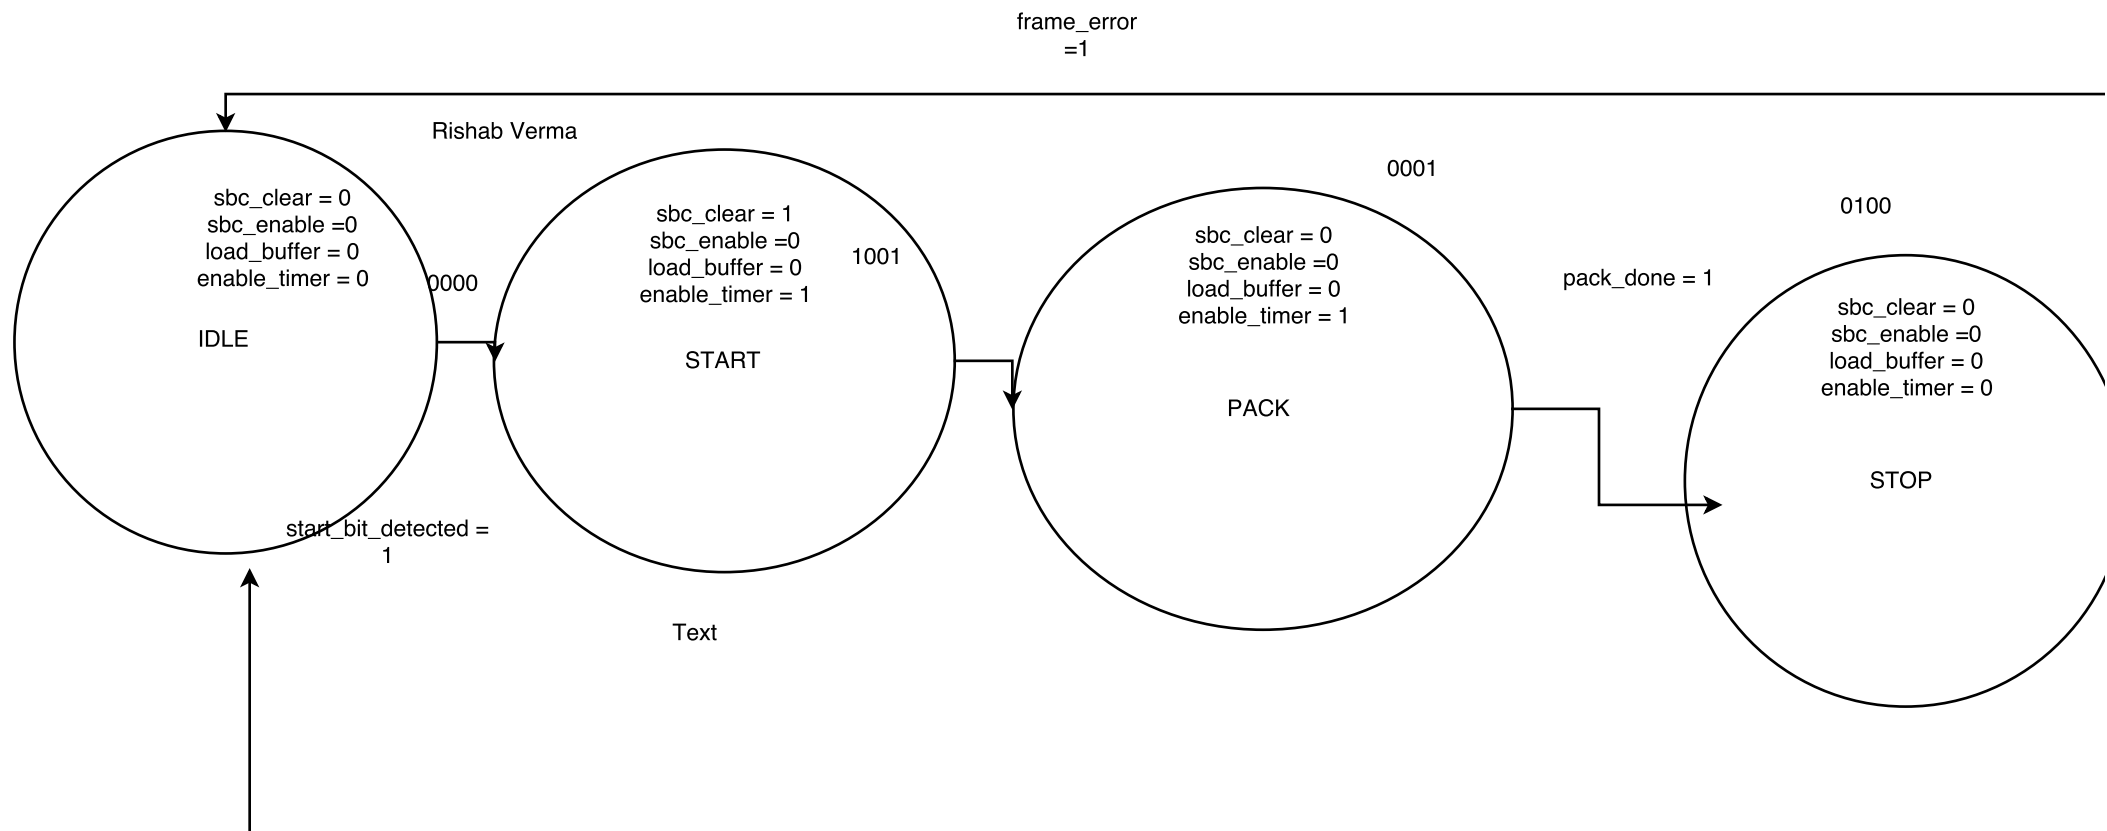 frame_error
=1
Rishab Verma
sbc_clear = 0
sbc_enable =0
load_buffer = 0
enable_timer = 0
IDLE
0000
start_bit_detected =
1
sbc_clear = 1
sbc_enable =0
load_buffer = 0
enable_timer = 1
1001
START
Text
0001
sbc_clear = 0
sbc_enable =0
load_buffer = 0
enable_timer = 1
PACK
pack_done = 1
0100
sbc_clear = 0
sbc_enable =0
load_buffer = 0
enable_timer = 0
STOP